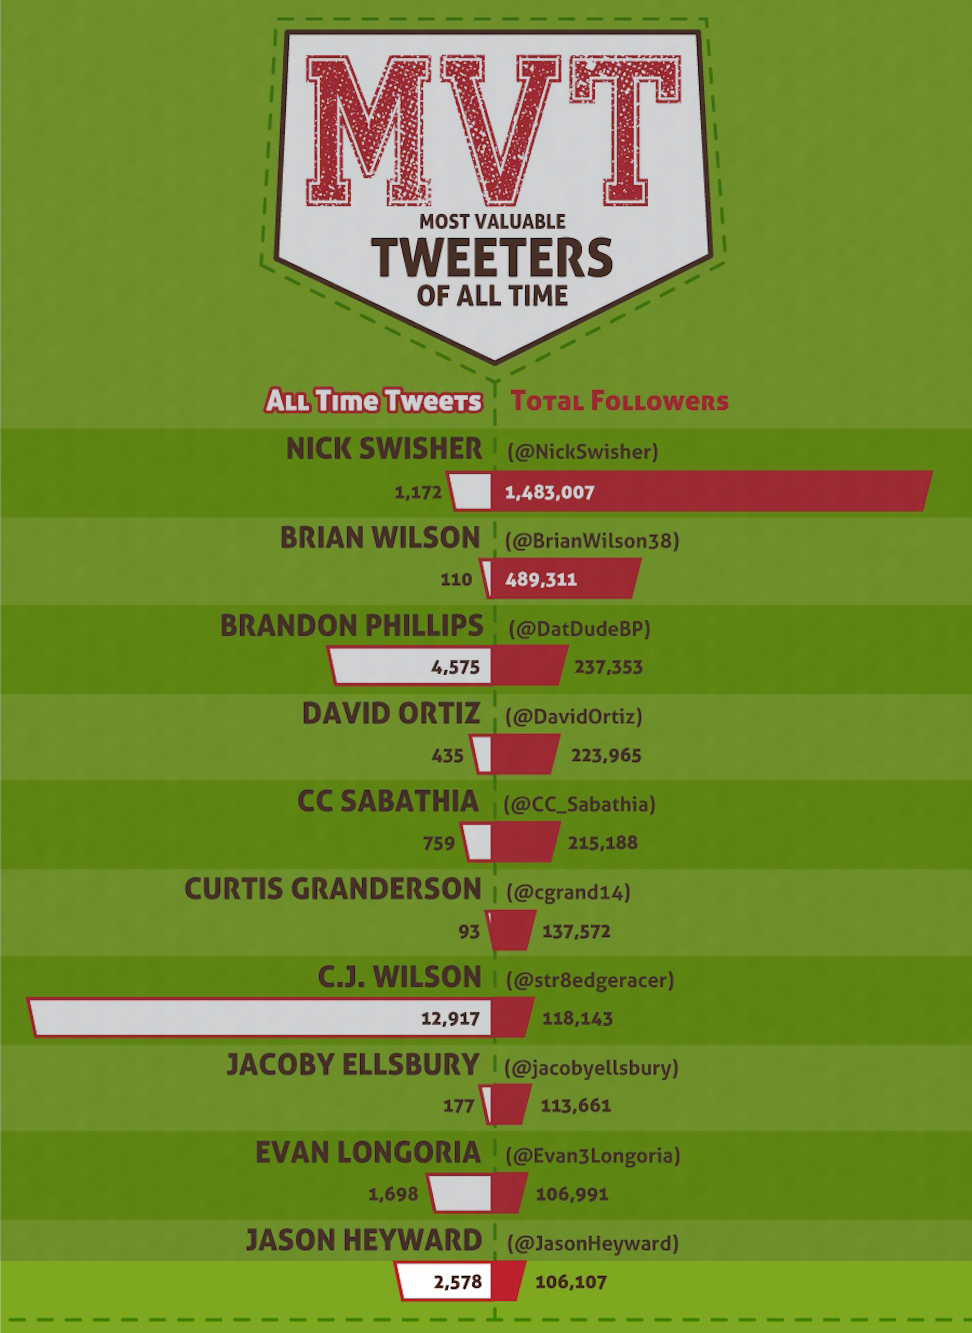 MVT
MOST VALUABLE
TWEETERS
OF ALL TIME
All Time Tweets Total Followers
NICK SWISHER (@NickSwisher)
1,172 1,483,007
BRIAN WILSON (@BrianWilson38)
110 489,311
BRANDON PHILLIPS (@DatDudeBP)
4,575 237,353
DAVID ORTIZ (@DavidOrtiz)
435 223,965
CC SABATHIA (@CC_Sabathia)
759 215,188
CURTIS GRANDERSON (@cgrand14)
93 137,572
C.J. WILSON (@str8edgeracer)
12,917 118,143
JACOBY ELLSBURY (@jacobyellsbury)
177 113,661
EVAN LONGORIA (@Evan3Longoria)
1,698 106,991
JASON HEYWARD (@JasonHeyward)
2,578 106,107